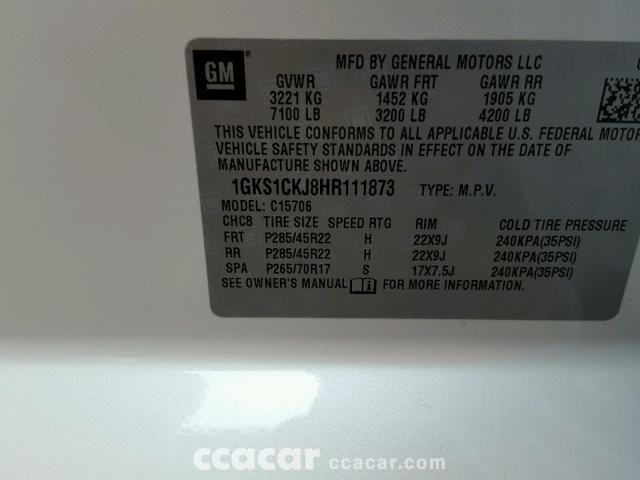 GM
MFD BY GENERAL MOTORS LLC
GVWR GAWR FRT GAWR RR
3221 KG 1452 KG 1905 KG
7100 LB 3200 LB 4200 LB
THIS VEHICLE CONFORMS TO ALL APPLICABLE U.S. FEDERAL MOTOR
VEHICLE SAFETY STANDARDS IN EFFECT ON THE DATE OF
MANUFACTURE SHOWN ABOVE.
1GKS1CKJ8HR111873 TYPE: M.P.V.
MODEL: C15706
CHC8 TIRE SIZE SPEED RTG RIM COLD TIRE PRESSURE
FRT P285/45R22 H 22X9J 240KPA(35PSI)
RR P285/45R22 H 22X9J 240KPA(35PSI)
SPA P265/70R17 S 17X7.5J 240KPA(35PSI)
SEE OWNER'S MANUAL FOR MORE INFORMATION.
ccacar ccacar.com